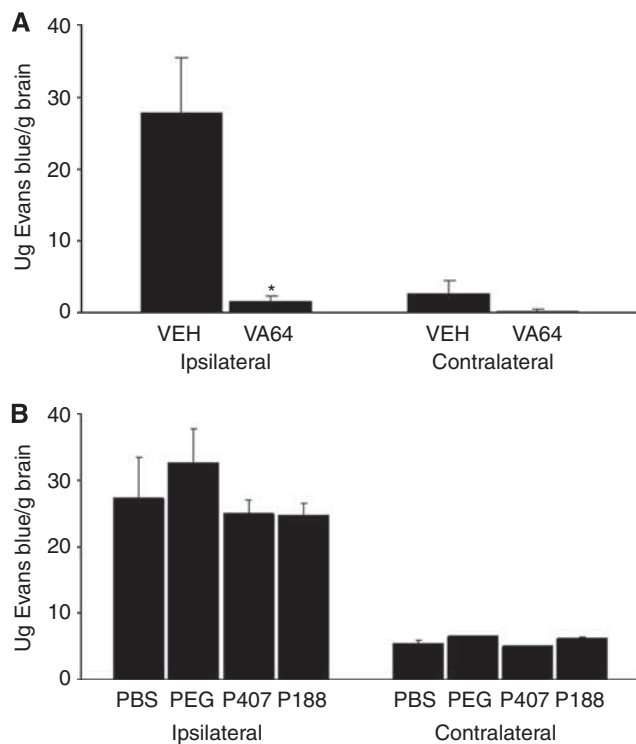 A
Ug Evans blue/g brain
40
30
20
10
0
*
VEH VA64 VEH VA64
Ipsilateral Contralateral
B
Ug Evans blue/g brain
40
30
20
10
0
PBS PEG P407 P188 PBS PEG P407 P188
Ipsilateral Contralateral